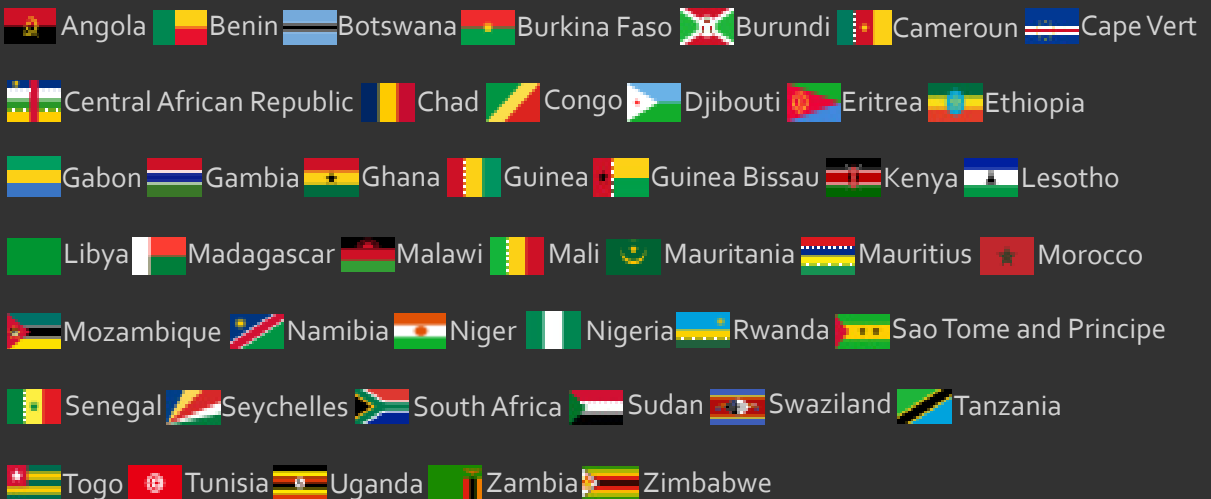 Angola Benin Botswana Burkina Faso Burundi Cameroun Cape Vert
Central African Republic Chad Congo Djibouti Eritrea Ethiopia
Gabon Gambia Ghana Guinea Guinea Bissau Kenya Lesotho
Libya Madagascar Malawi Mali Mauritania Mauritius Morocco
Mozambique Namibia Niger Nigeria Rwanda Sao Tome and Principe
Senegal Seychelles South Africa Sudan Swaziland Tanzania
Togo Tunisia Uganda Zambia Zimbabwe